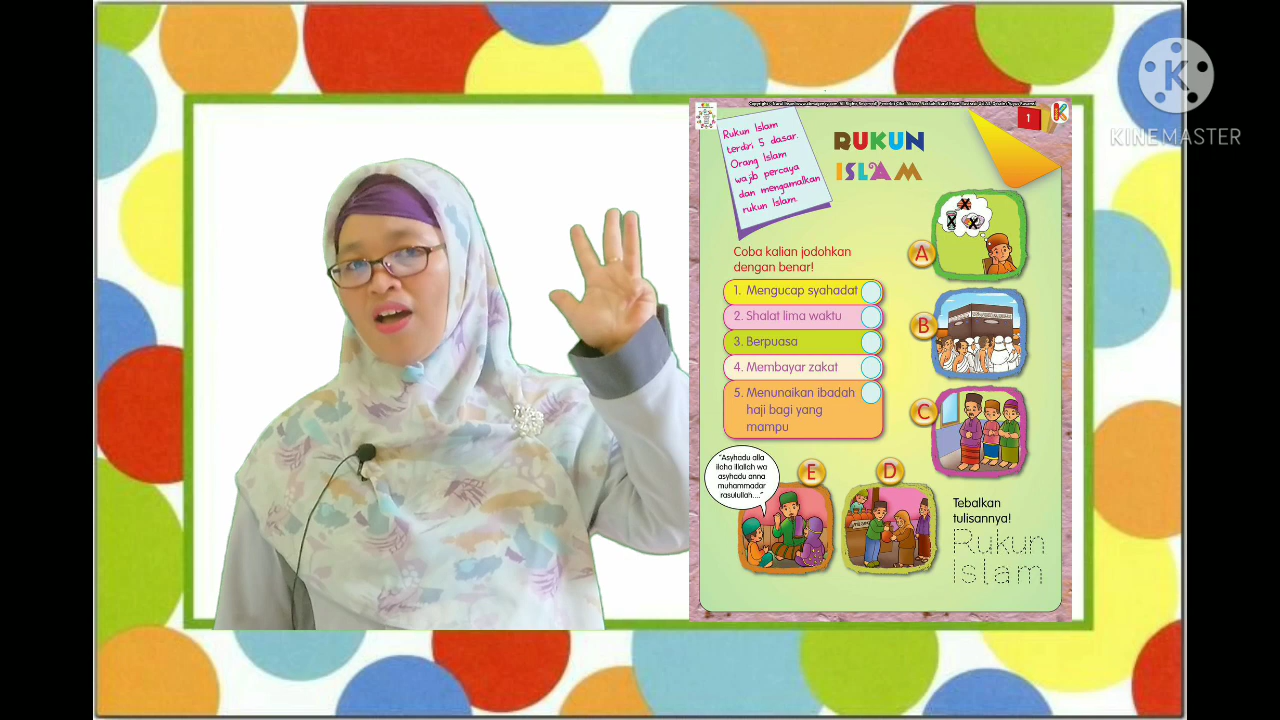 KINEMASTER
1
Rukun Islam
terdri 5 dasar.
Orang Islam
wajib percaya
dan mengamalkan
rukun Islam.
RUKUN
ISLAM
A
Coba kalian jodohkan
dengan benar!
1. Mengucap syahadat
2. Shalat lima waktu
3. Berpuasa
4. Membayar zakat
5. Menunaikan ibadah
haji bagi yang
mampu
B
C
"Asyhadu alla
ilaha illallah wa
asyhadu anna
muhammadar
rasulullah...."
E
D
Tebalkan
tulisannya!
Rukun
Islam